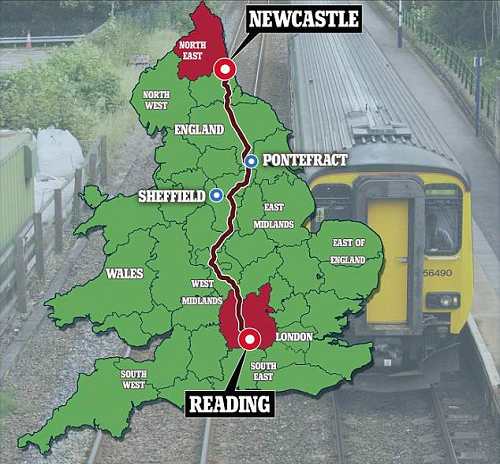 NEWCASTLE
NORTH
EAST
NORTH
WEST
ENGLAND
PONTEFRACT
SHEFFIELD
EAST
MIDLANDS
EAST OF
ENGLAND
WALES
56490
WEST
MIDLANDS
LONDON
SOUTH
WEST
SOUTH
EAST
READING